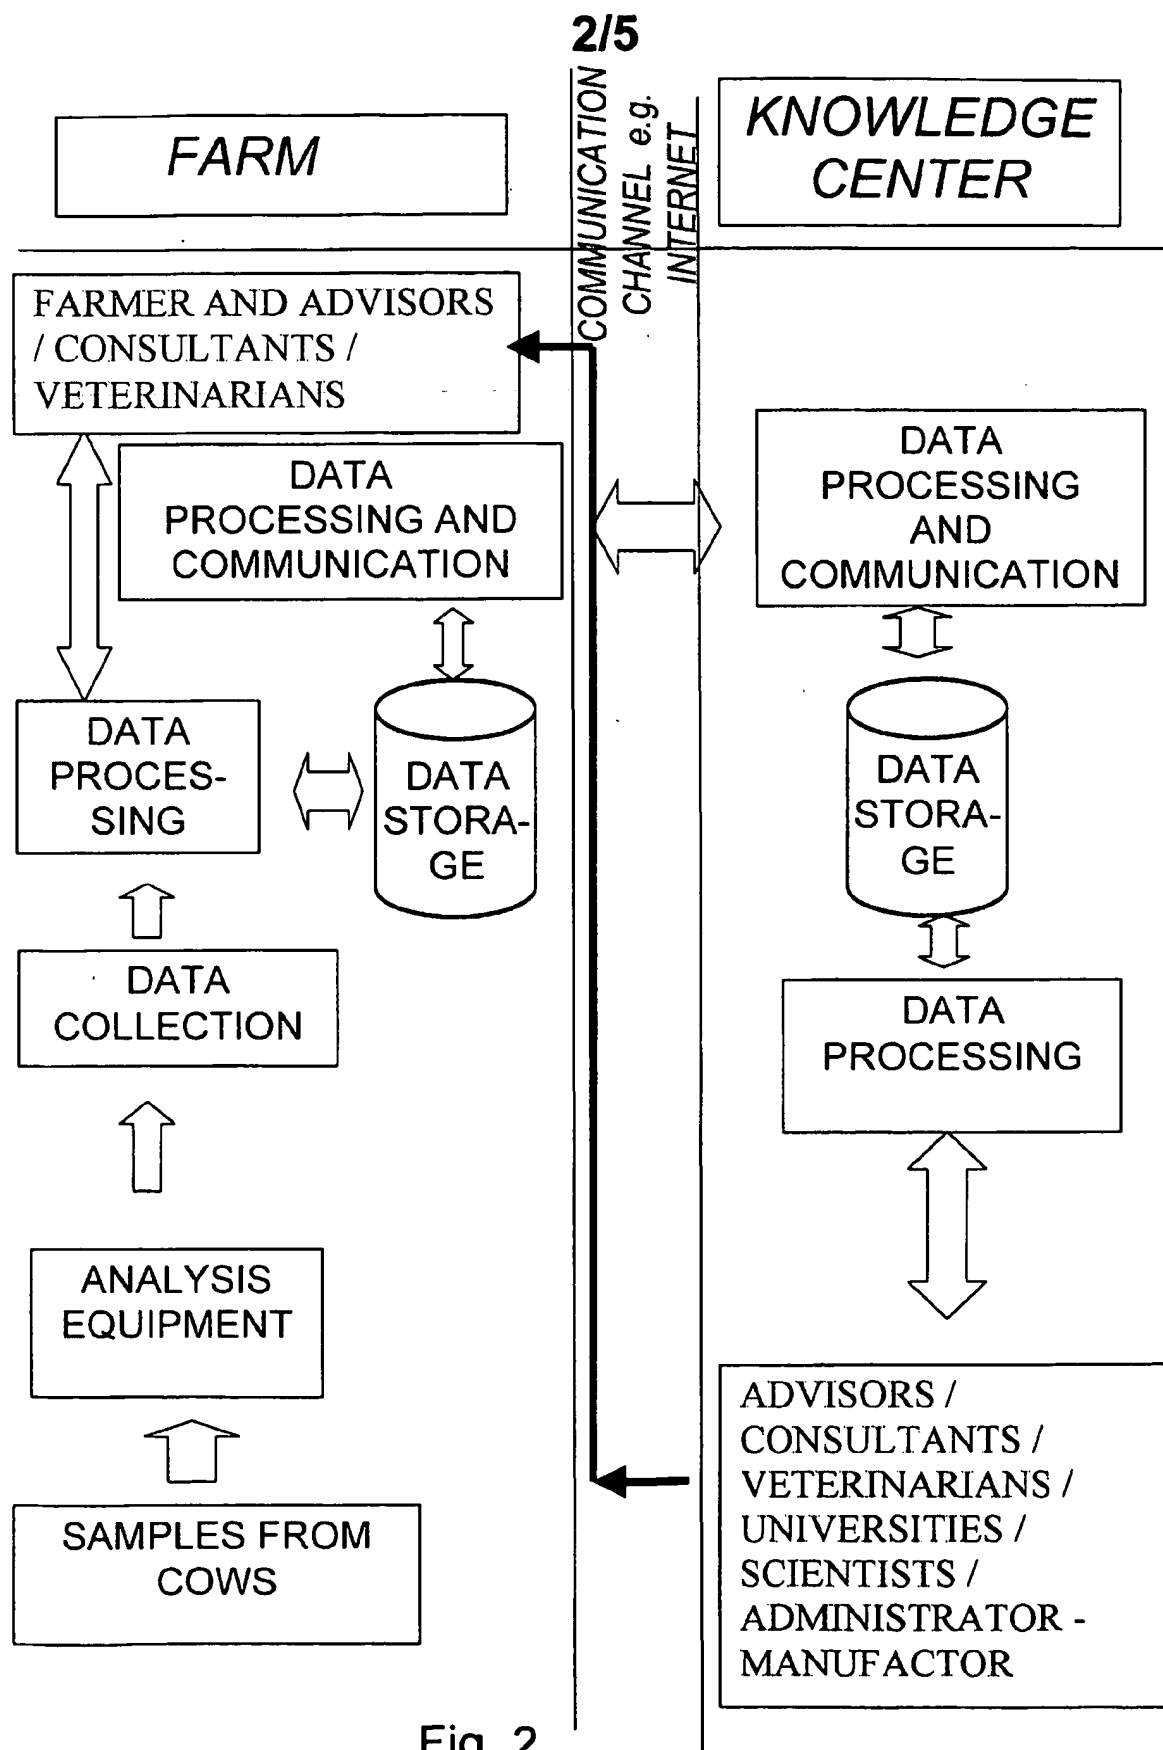 2/5
FARM
COMMUNICATION
CHANNEL e.g.
INTERNET
KNOWLEDGE
CENTER
FARMER AND ADVISORS
/ CONSULTANTS /
VETERINARIANS
DATA
PROCESSING AND
COMMUNICATION
DATA
PROCES-
SING
DATA
STORA-
GE
DATA
COLLECTION
ANALYSIS
EQUIPMENT
SAMPLES FROM
COWS
DATA
PROCESSING
AND
COMMUNICATION
DATA
STORA-
GE
DATA
PROCESSING
ADVISORS /
CONSULTANTS /
VETERINARIANS /
UNIVERSITIES /
SCIENTISTS /
ADMINISTRATOR -
MANUFACTOR
Fig. 2